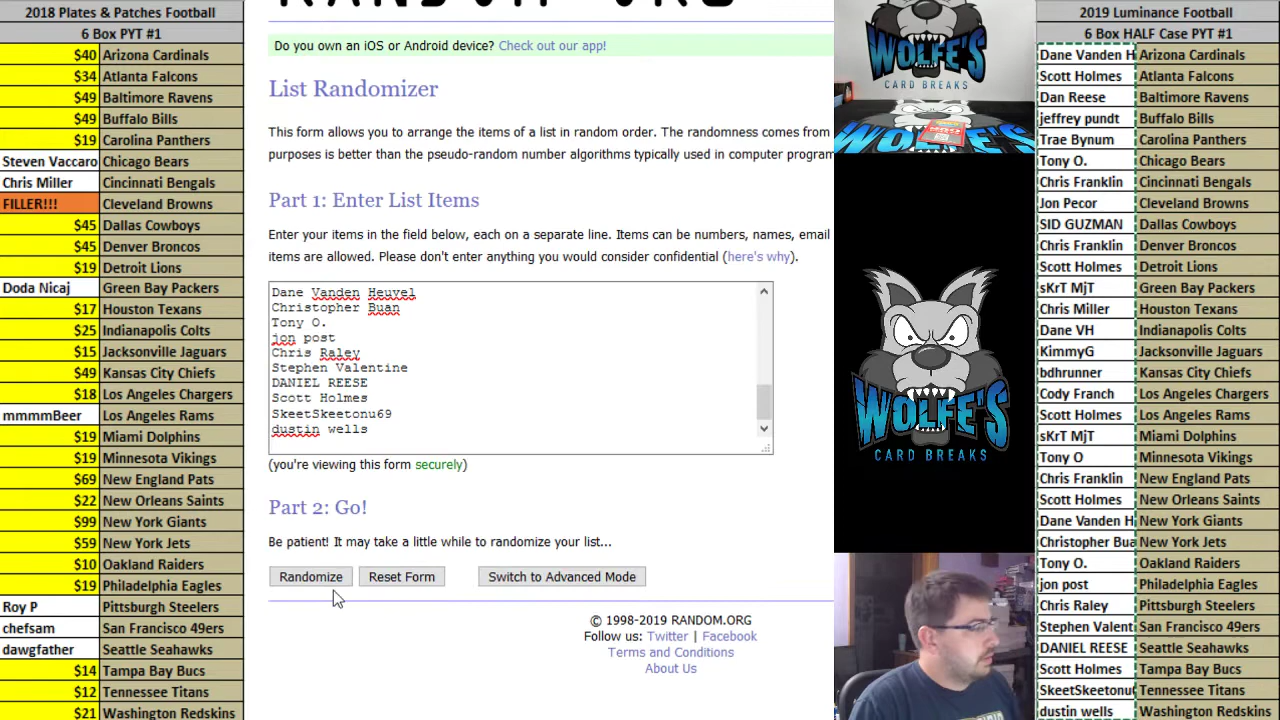 2018 Plates & Patches Football
6 Box PYT #1
$40 Arizona Cardinals
$34 Atlanta Falcons
$49 Baltimore Ravens
$49 Buffalo Bills
$19 Carolina Panthers
Steven Vaccaro Chicago Bears
Chris Miller Cincinnati Bengals
FILLER!!! Cleveland Browns
$45 Dallas Cowboys
$45 Denver Broncos
$19 Detroit Lions
Doda Nicaj Green Bay Packers
$17 Houston Texans
$25 Indianapolis Colts
$15 Jacksonville Jaguars
$49 Kansas City Chiefs
$18 Los Angeles Chargers
mmmmBeer Los Angeles Rams
$19 Miami Dolphins
$19 Minnesota Vikings
$69 New England Pats
$22 New Orleans Saints
$99 New York Giants
$59 New York Jets
$10 Oakland Raiders
$19 Philadelphia Eagles
Roy P Pittsburgh Steelers
chefsam San Francisco 49ers
dawgfather Seattle Seahawks
$14 Tampa Bay Bucs
$12 Tennessee Titans
$21 Washington Redskins
RANDOM.ORG
Do you own an iOS or Android device? Check out our app!
List Randomizer
This form allows you to arrange the items of a list in random order. The randomness comes from
purposes is better than the pseudo-random number algorithms typically used in computer program
Part 1: Enter List Items
Enter your items in the field below, each on a separate line. Items can be numbers, names, email
items are allowed. Please don't enter anything you would consider confidential (here's why).
Dane Vanden Heuvel
Christopher Buan
Tony O.
jon post
Chris Raley
Stephen Valentine
DANIEL REESE
Scott Holmes
SkeetSkeetonu69
dustin wells
(you're viewing this form securely)
Part 2: Go!
Be patient! It may take a little while to randomize your list...
Randomize Reset Form Switch to Advanced Mode
© 1998-2019 RANDOM.ORG
Follow us: Twitter | Facebook
Terms and Conditions
About Us
WOLFE'S
CARD BREAKS
WOLFE'S
CARD BREAKS
2019 Luminance Football
6 Box HALF Case PYT #1
Dane Vanden H Arizona Cardinals
Scott Holmes Atlanta Falcons
Dan Reese Baltimore Ravens
jeffrey pundt Buffalo Bills
Trae Bynum Carolina Panthers
Tony O. Chicago Bears
Chris Franklin Cincinnati Bengals
Jon Pecor Cleveland Browns
SID GUZMAN Dallas Cowboys
Chris Franklin Denver Broncos
Scott Holmes Detroit Lions
sKrT MjT Green Bay Packers
Chris Miller Houston Texans
Dane VH Indianapolis Colts
KimmyG Jacksonville Jaguars
bdhrunner Kansas City Chiefs
Cody Franch Los Angeles Chargers
Scott Holmes Los Angeles Rams
sKrT MjT Miami Dolphins
Tony O Minnesota Vikings
Chris Franklin New England Pats
Scott Holmes New Orleans Saints
Dane Vanden H New York Giants
Christopher Bua New York Jets
Tony O. Oakland Raiders
jon post Philadelphia Eagles
Chris Raley Pittsburgh Steelers
Stephen Valent San Francisco 49ers
DANIEL REESE Seattle Seahawks
Scott Holmes Tampa Bay Bucs
SkeetSkeetonu Tennessee Titans
dustin wells Washington Redskins